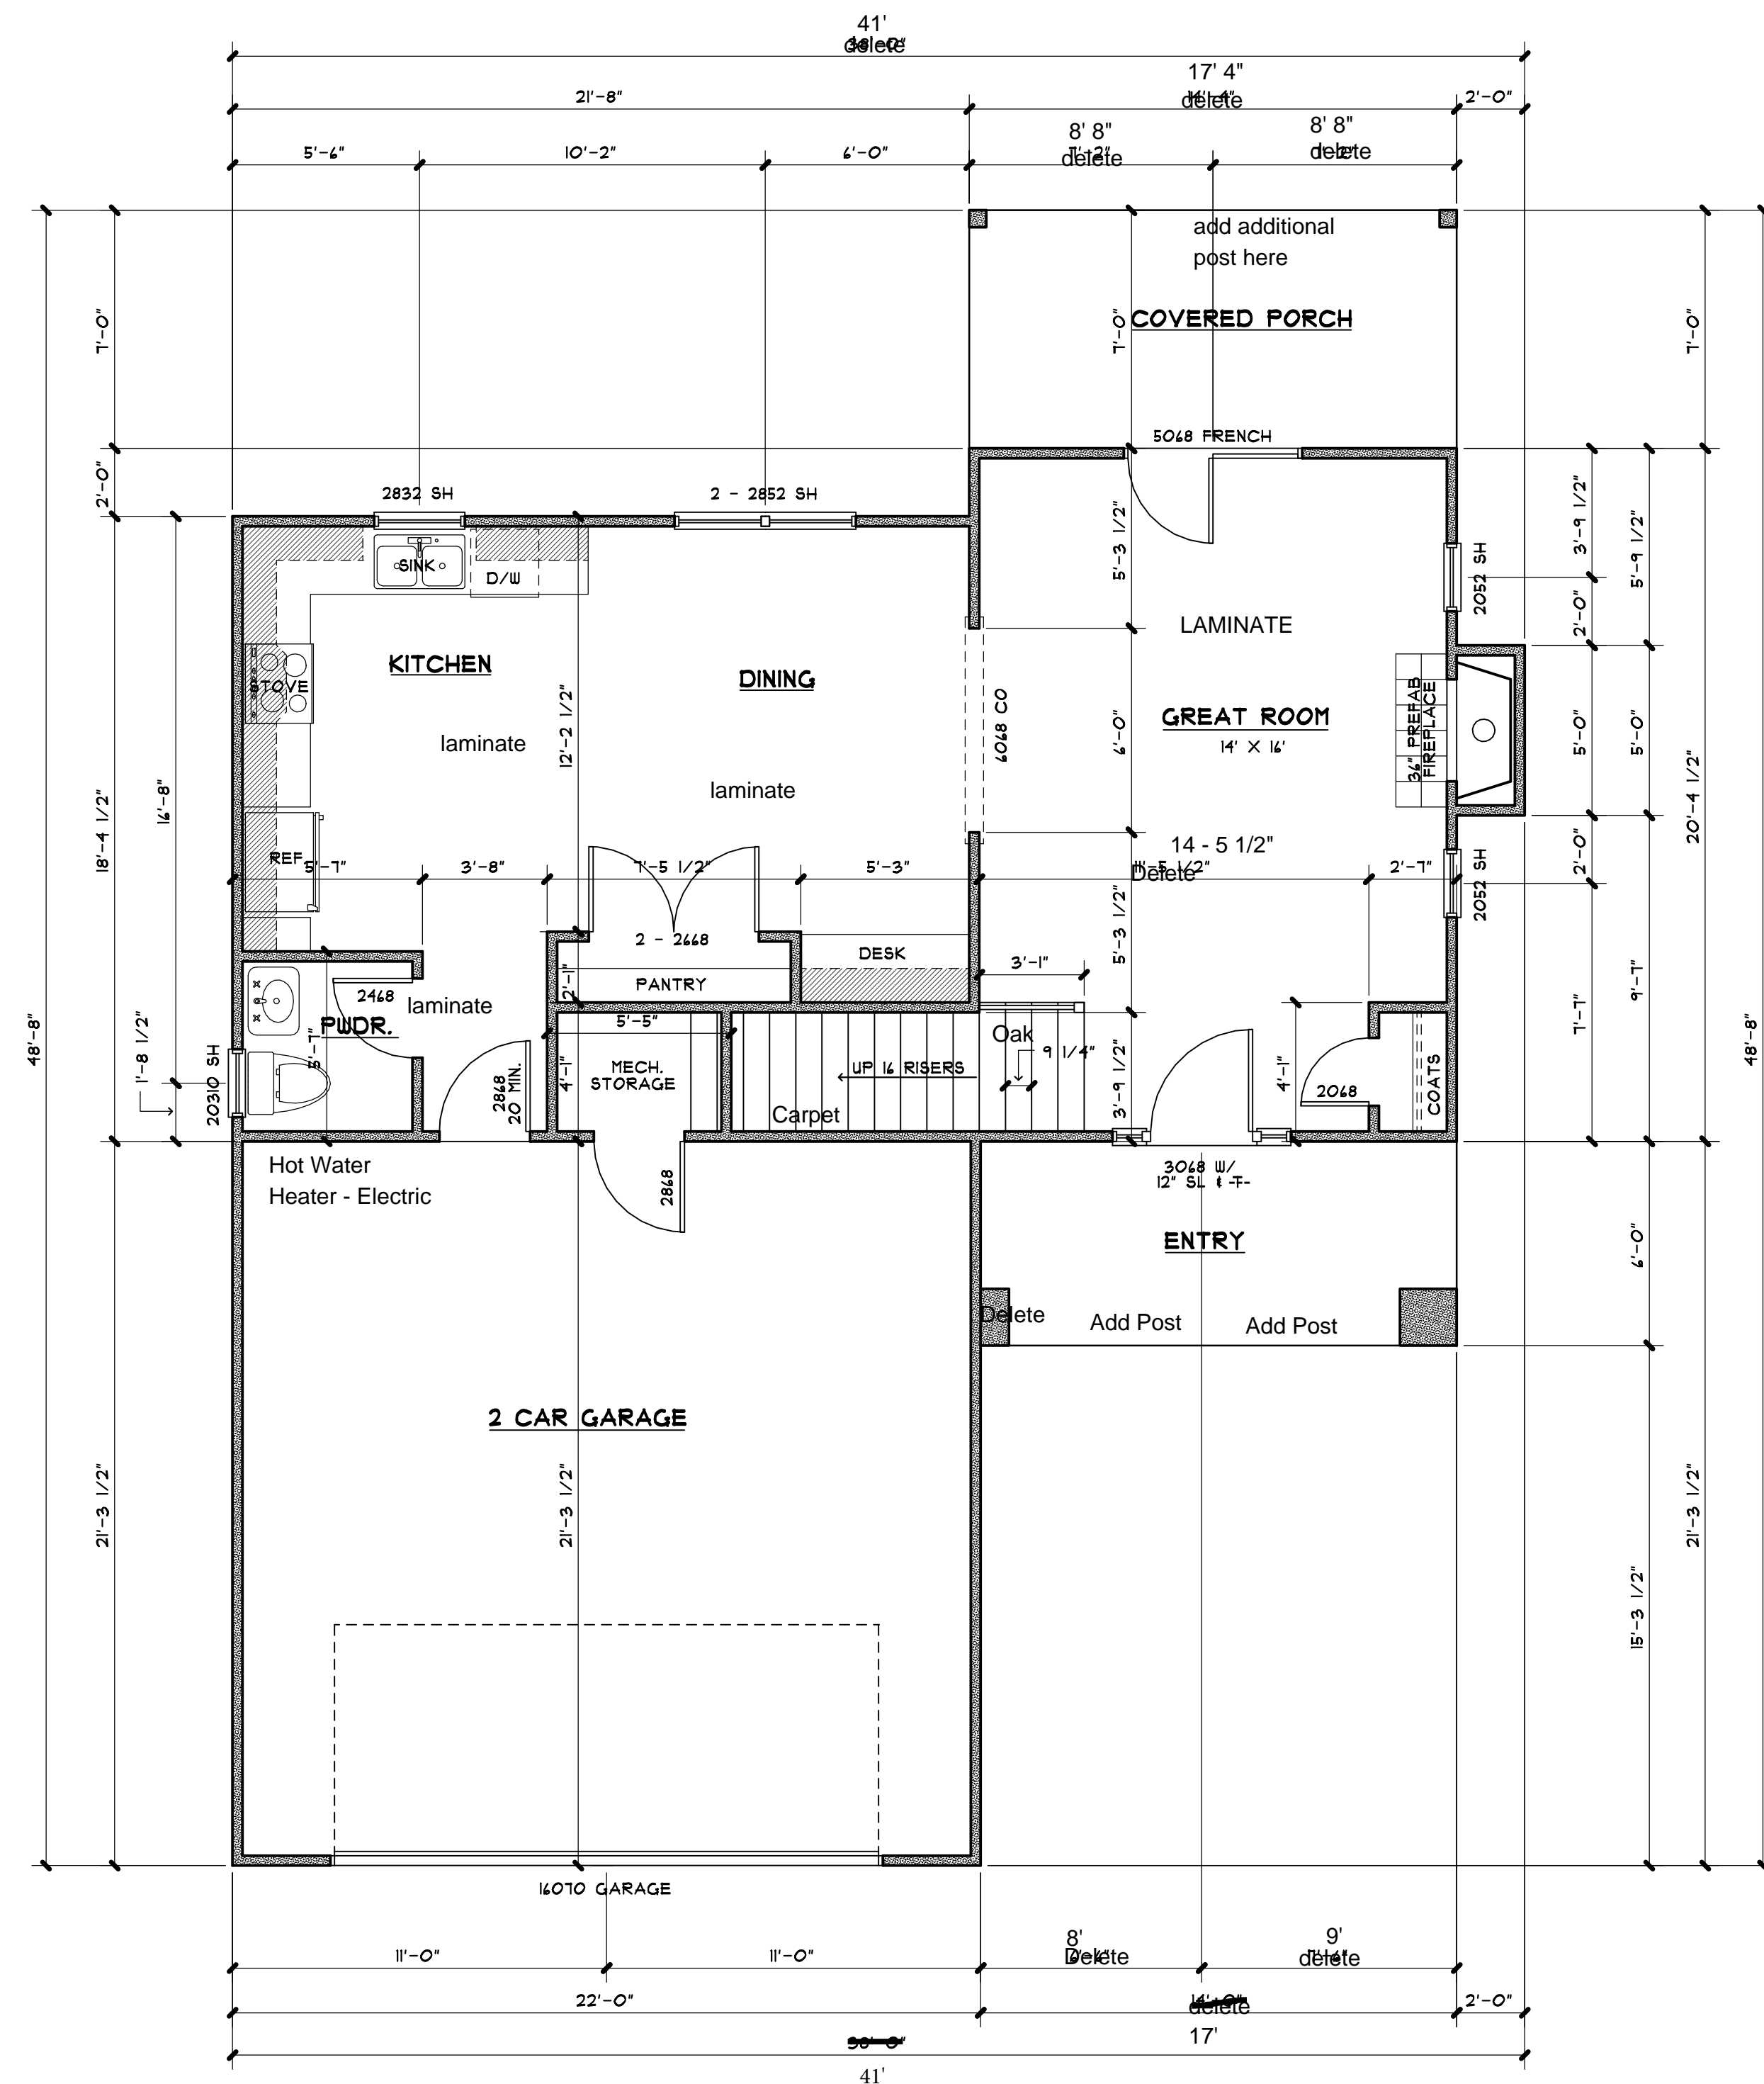 41'
delete
17' 4"
21'-8"
delete
2'-0"
8' 8"
8' 8"
5'-6"
10'-2"
6'-0"
delete
delete
add additional
post here
7'-0"
7'-0"
COVERED PORCH
7'-0"
5068 FRENCH
2'-0"
2832 SH
2 - 2852 SH
5'-3 1/2"
3'-9 1/2"
5'-9 1/2"
SINK
D/W
2052 SH
2'-0"
LAMINATE
KITCHEN
DINING
STOVE
12'-2 1/2"
6068 CO
6'-0"
GREAT ROOM
14' X 16'
36" PREFAB
FIREPLACE
5'-0"
5'-0"
laminate
laminate
16'-8"
18'-4 1/2"
20'-4 1/2"
14 - 5 1/2"
REF.
5'-7"
3'-8"
7'-5 1/2"
5'-3"
Delete
11'-5 1/2"
2'-7"
2'-0"
2052 SH
5'-3 1/2"
2 - 2668
DESK
3'-1"
PANTRY
2'-1"
2468
laminate
PWDR.
5'-7"
5'-5"
Oak
9 1/4"
7'-7"
9'-7"
48'-8"
48'-8"
1'-8 1/2"
20310 SH
2868
20 MIN.
4'-1"
MECH.
STORAGE
UP 16 RISERS
Carpet
3'-9 1/2"
4'-1"
2068
COATS
Hot Water
Heater - Electric
2868
3068 W/
12" SL & -T-
ENTRY
6'-0"
Delete
Add Post
Add Post
2 CAR GARAGE
21'-3 1/2"
21'-3 1/2"
21'-3 1/2"
15'-3 1/2"
16070 GARAGE
11'-0"
11'-0"
8'
Delete
9'
delete
22'-0"
delete
2'-0"
17'
41'